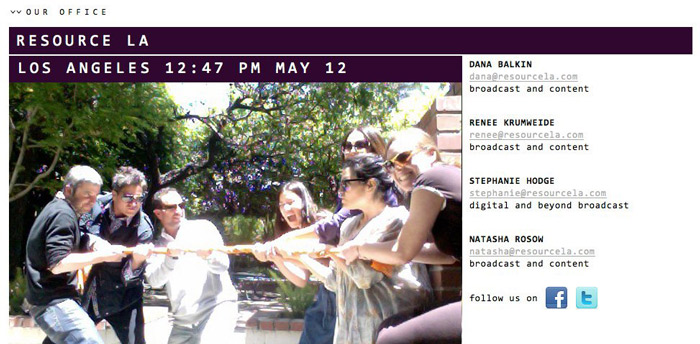 OUR OFFICE
RESOURCE LA
LOS ANGELES 12:47 PM MAY 12
DANA BALKIN
dana@resourcela.com
broadcast and content
RENEE KRUMWEIDE
renee@resourcela.com
broadcast and content
STEPHANIE HODGE
stephanie@resourcela.com
digital and beyond broadcast
NATASHA ROSOW
natasha@resourcela.com
broadcast and content
follow us on f t